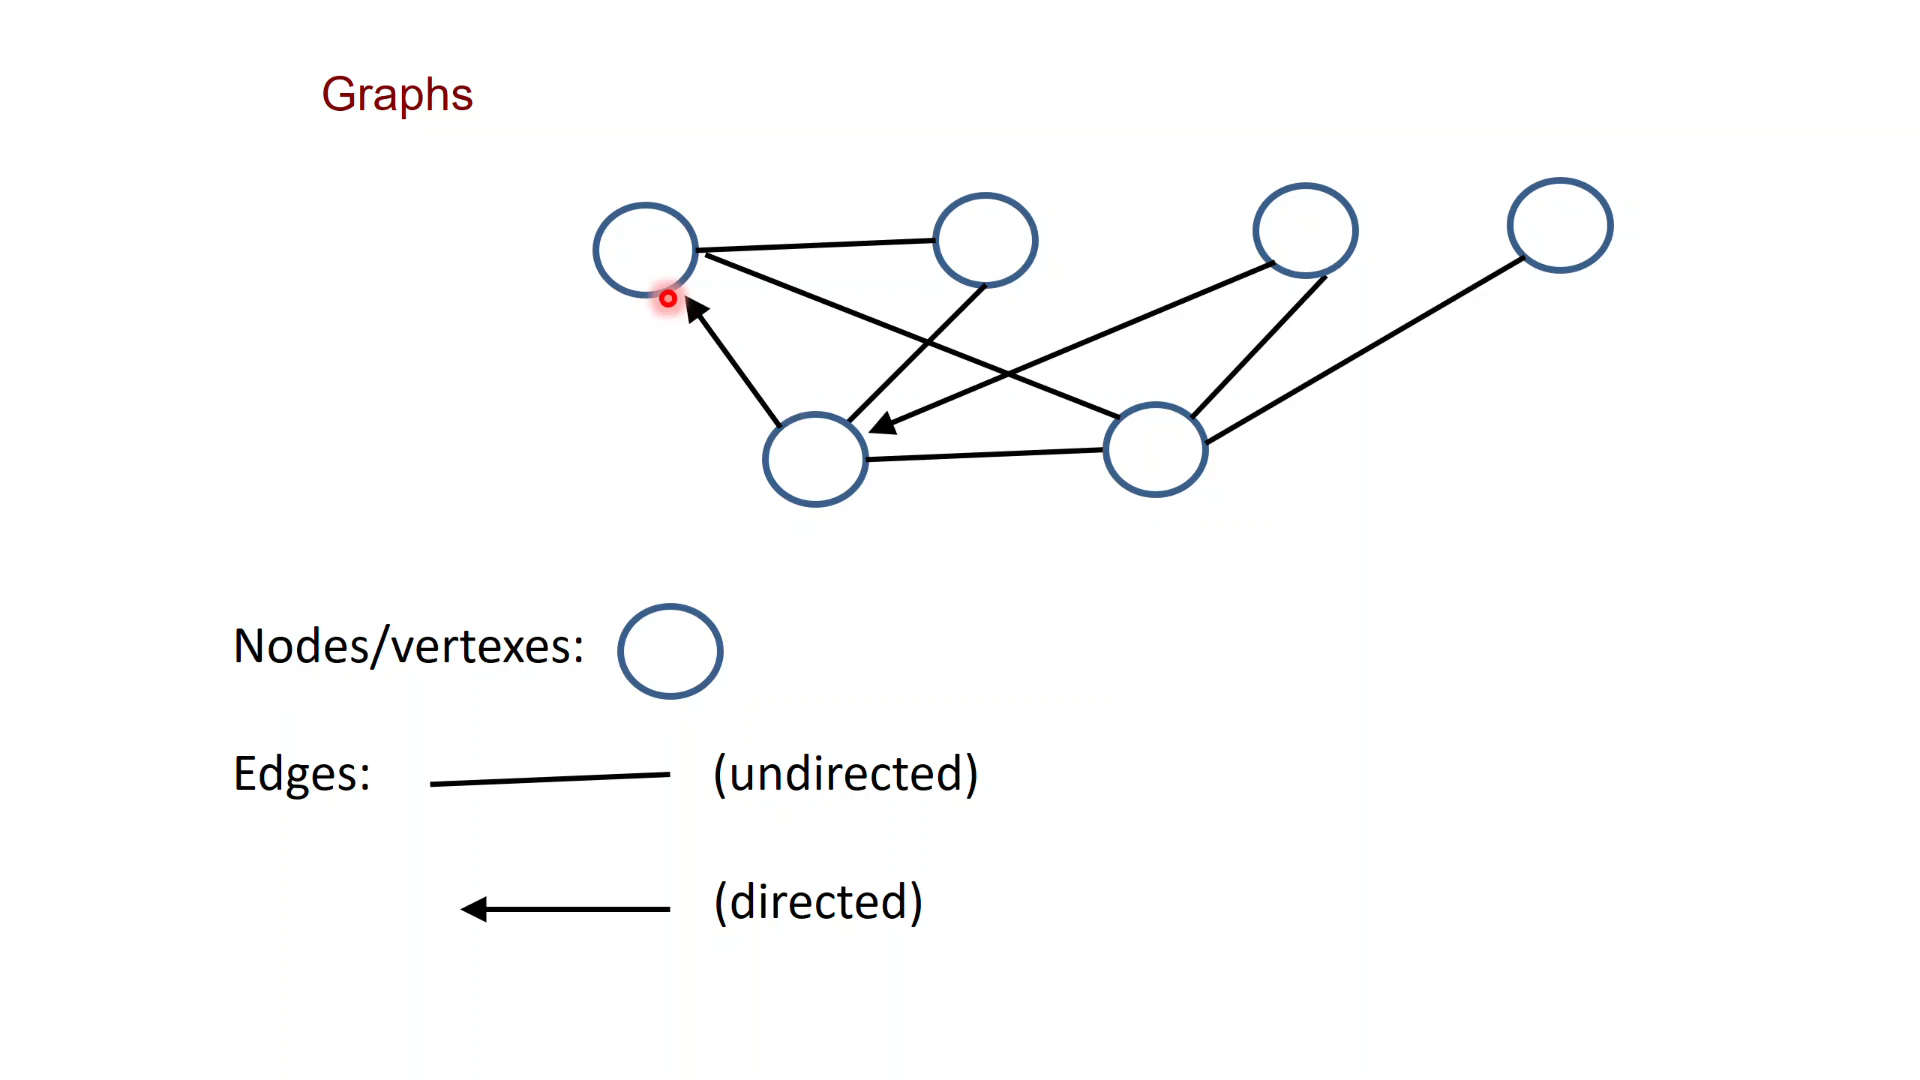 Graphs
Nodes/vertexes:
Edges:
(undirected)
(directed)